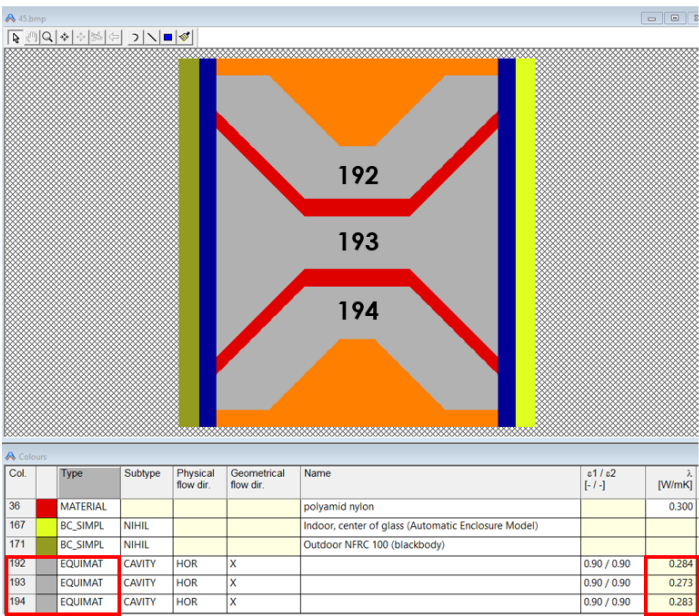 45.bmp
192
193
194
Colours
Col. Type Subtype Physical flow dir. Geometrical flow dir. Name ε1 / ε2 [- / -] λ [W/mK]
36 MATERIAL polyamid nylon 0.300
167 BC_SIMPL NIHIL Indoor, center of glass (Automatic Enclosure Model)
171 BC_SIMPL NIHIL Outdoor NFRC 100 (blackbody)
192 EQUIMAT CAVITY HOR X 0.90 / 0.90 0.284
193 EQUIMAT CAVITY HOR X 0.90 / 0.90 0.273
194 EQUIMAT CAVITY HOR X 0.90 / 0.90 0.283